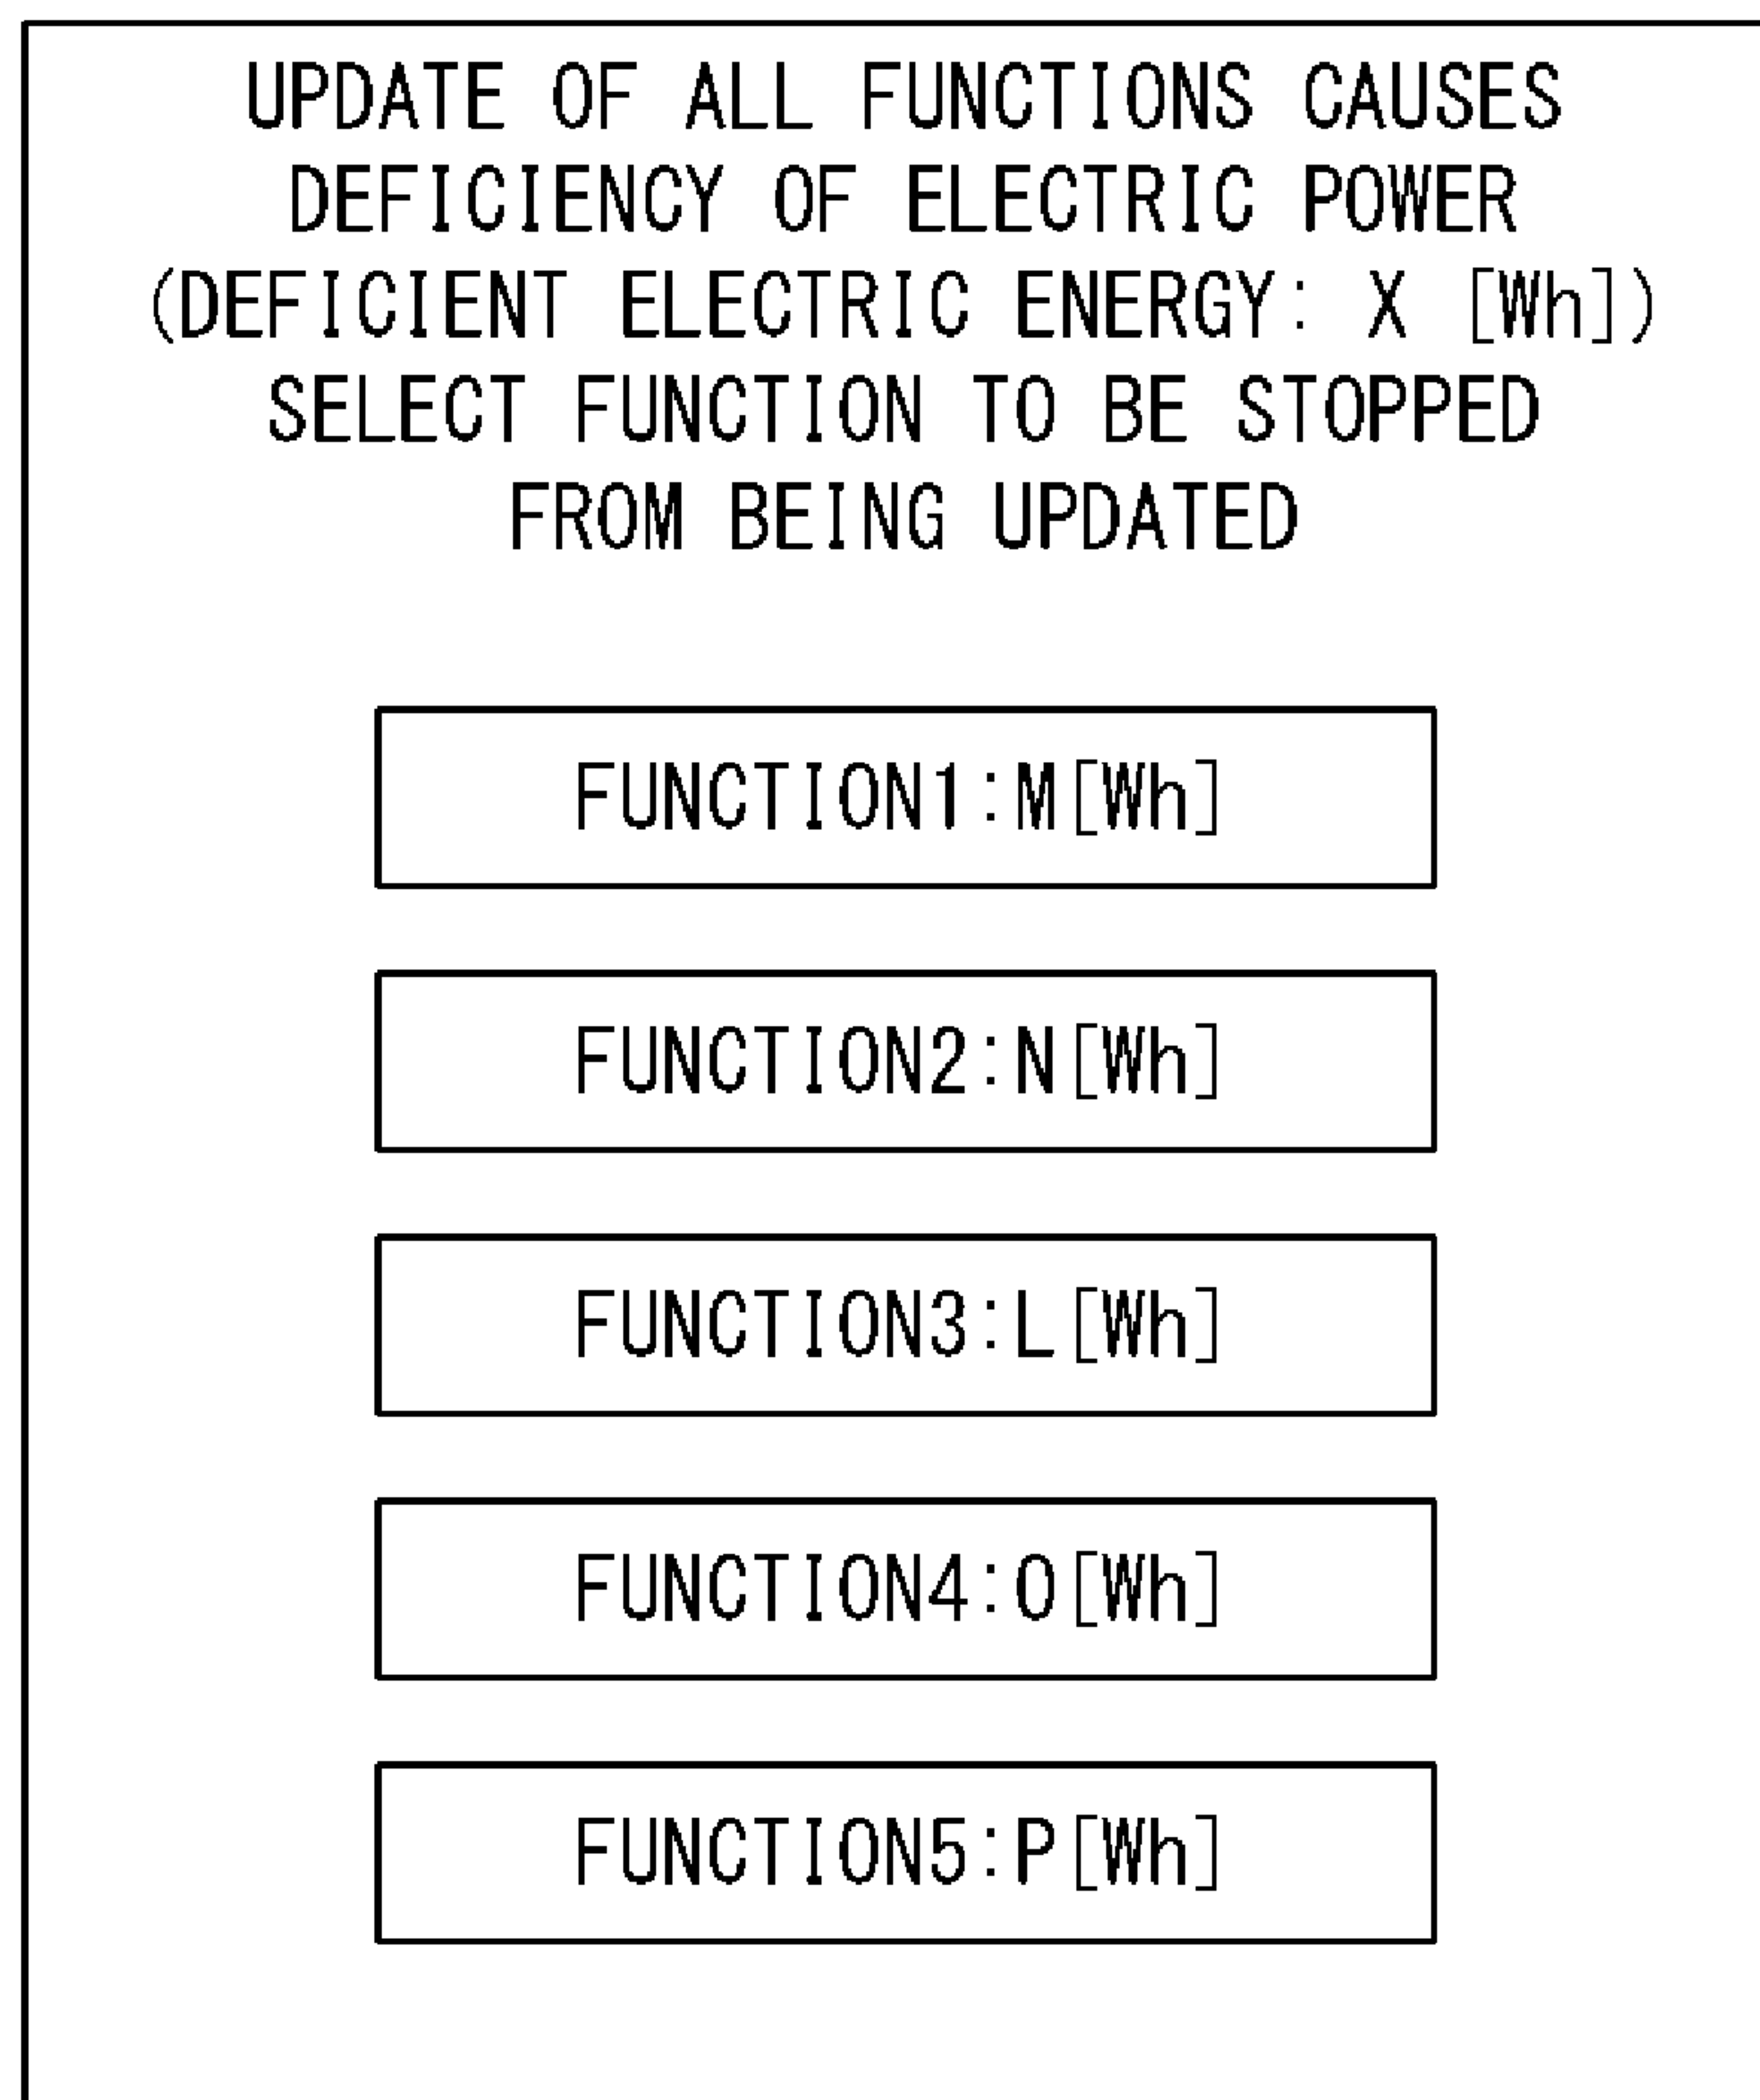 UPDATE OF ALL FUNCTIONS CAUSES
DEFICIENCY OF ELECTRIC POWER
(DEFICIENT ELECTRIC ENERGY: X [Wh])
SELECT FUNCTION TO BE STOPPED
FROM BEING UPDATED
FUNCTION1:M[Wh]
FUNCTION2:N[Wh]
FUNCTION3:L[Wh]
FUNCTION4:O[Wh]
FUNCTION5:P[Wh]